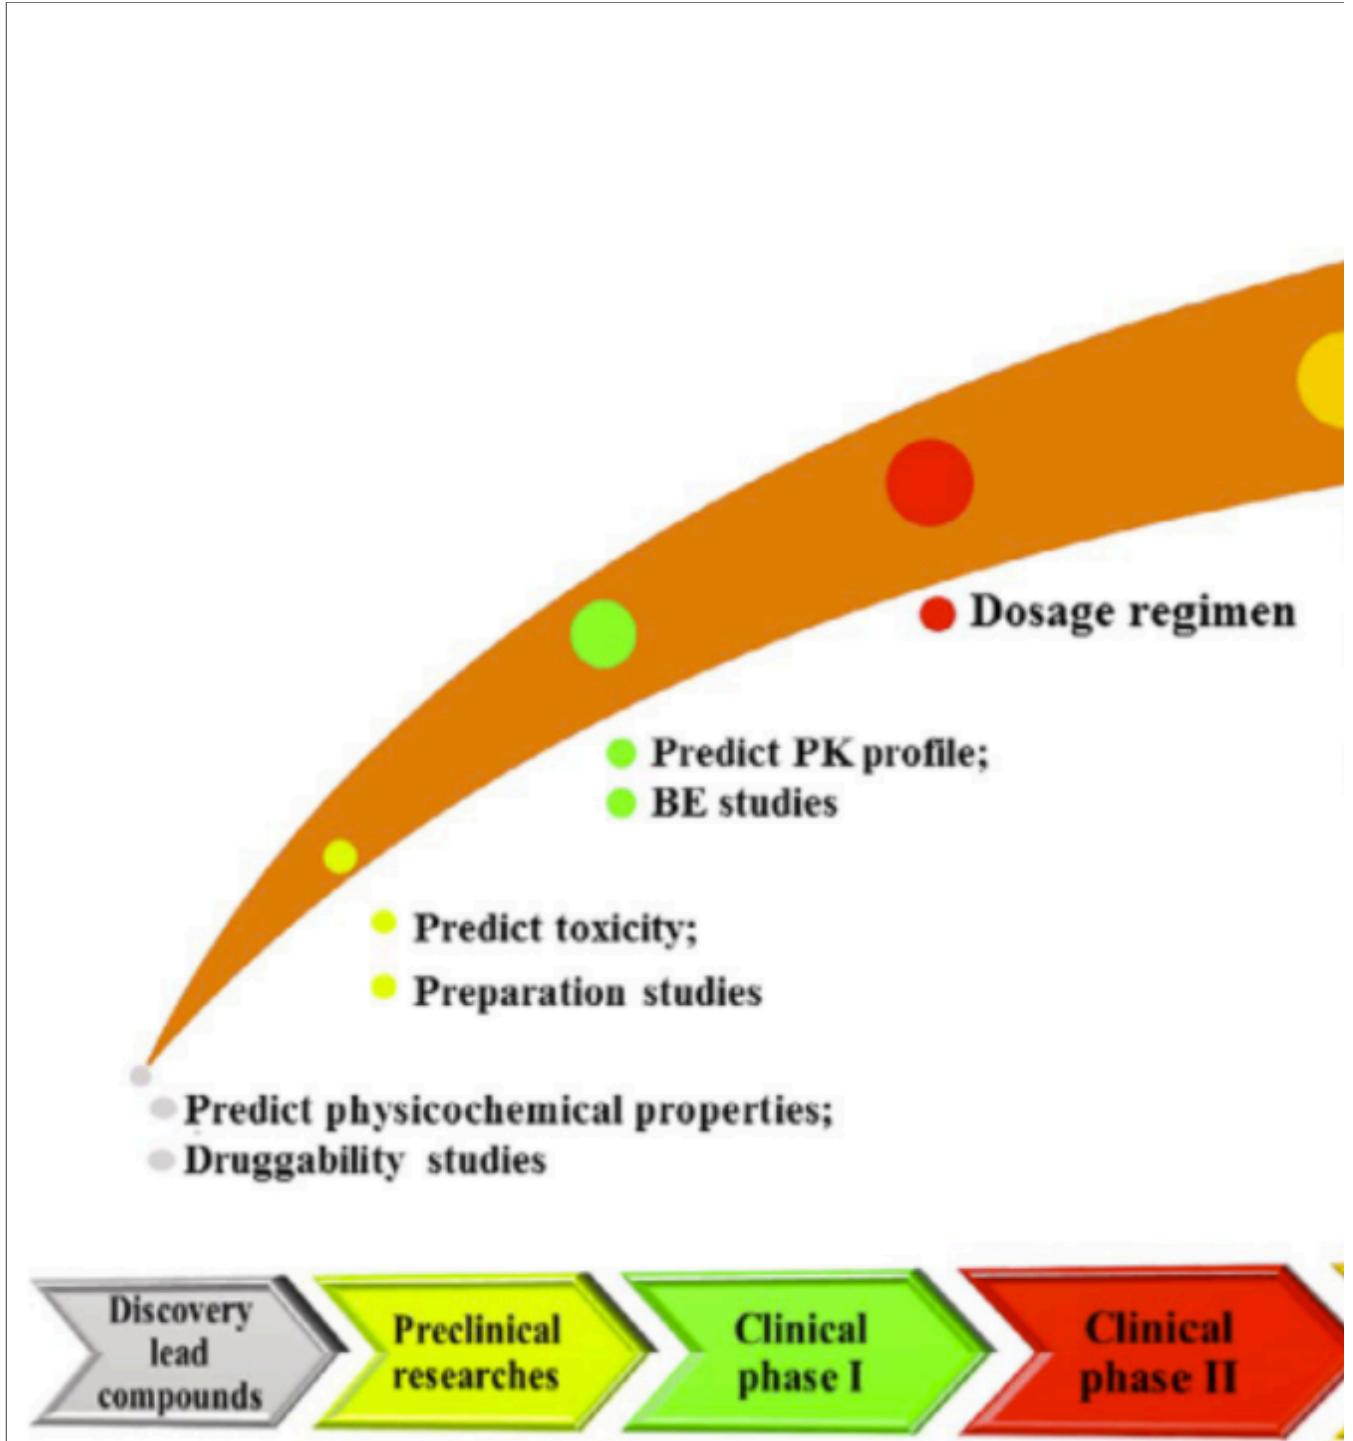 Dosage regimen
Predict PK profile;
BE studies
Predict toxicity;
Preparation studies
Predict physicochemical properties;
Druggability studies
Discovery
lead
compounds
Preclinical
researches
Clinical
phase I
Clinical
phase II